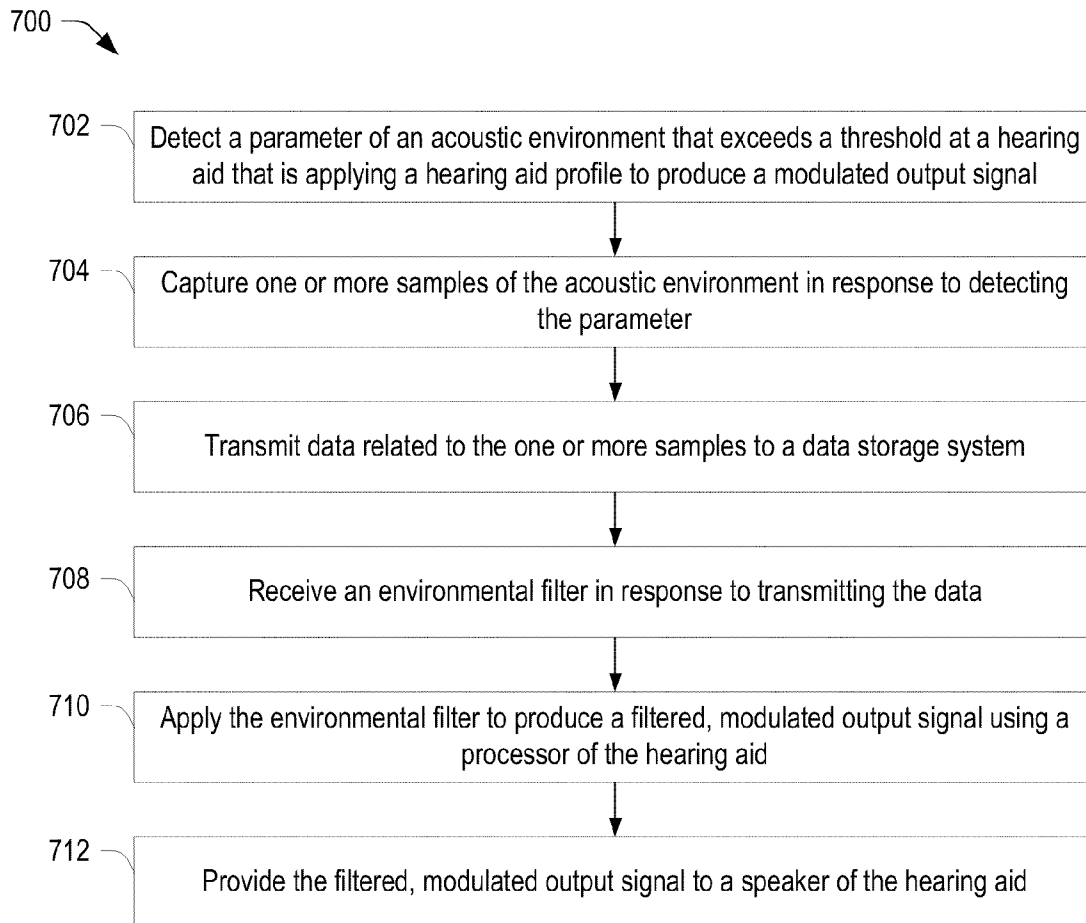 700
702
Detect a parameter of an acoustic environment that exceeds a threshold at a hearing
aid that is applying a hearing aid profile to produce a modulated output signal
704
Capture one or more samples of the acoustic environment in response to detecting
the parameter
706
Transmit data related to the one or more samples to a data storage system
708
Receive an environmental filter in response to transmitting the data
710
Apply the environmental filter to produce a filtered, modulated output signal using a
processor of the hearing aid
712
Provide the filtered, modulated output signal to a speaker of the hearing aid